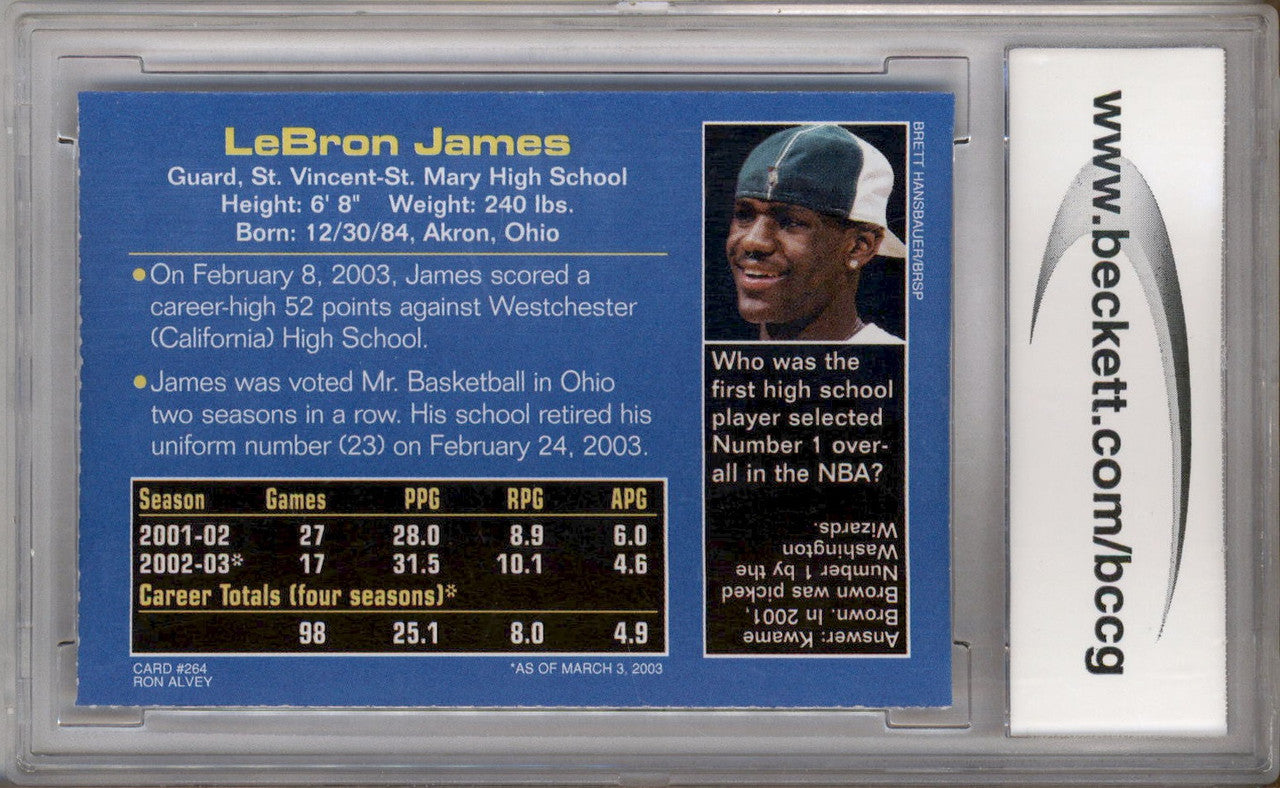 LeBron James
Guard, St. Vincent-St. Mary High School
Height: 6' 8" Weight: 240 lbs.
Born: 12/30/84, Akron, Ohio
•On February 8, 2003, James scored a
career-high 52 points against Westchester
(California) High School.
•James was voted Mr. Basketball in Ohio
two seasons in a row. His school retired his
uniform number (23) on February 24, 2003.
Season Games PPG RPG APG
2001-02 27 28.0 8.9 6.0
2002-03* 17 31.5 10.1 4.6
Career Totals (four seasons)*
98 25.1 8.0 4.9
CARD #264
RON ALVEY
*AS OF MARCH 3, 2003
BRETT HANSBAUER/BRSP
Who was the
first high school
player selected
Number 1 over-
all in the NBA?
Answer: Kwame
Brown. In 2001,
Brown was picked
Number 1 by the
Washington
Wizards.
www.beckett.com/bccg